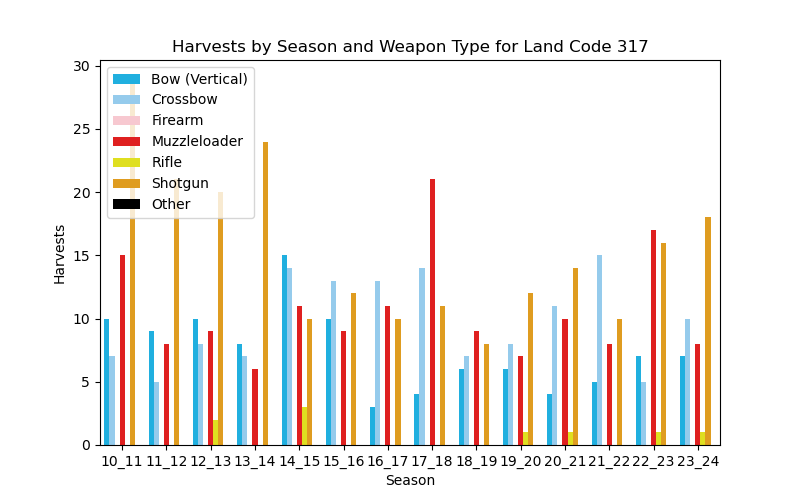 Harvests by Season and Weapon Type for Land Code 317
30
25
20
15
10
5
0
Harvests
Bow (Vertical)
Crossbow
Firearm
Muzzleloader
Rifle
Shotgun
Other
10_11 11_12 12_13 13_14 14_15 15_16 16_17 17_18 18_19 19_20 20_21 21_22 22_23 23_24
Season